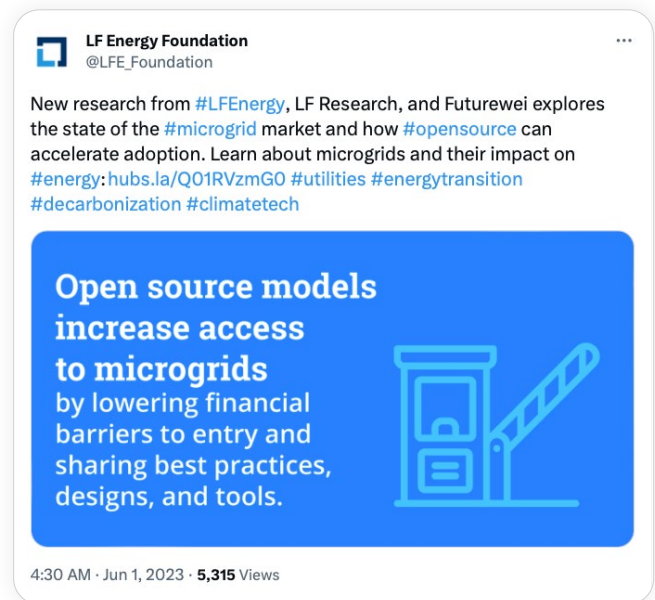 LF Energy Foundation
@LFE_Foundation
New research from #LFEnergy, LF Research, and Futurewei explores
the state of the #microgrid market and how #opensource can
accelerate adoption. Learn about microgrids and their impact on
#energy:hubs.la/Q01RVzmG0 #utilities #energytransition
#decarbonization #climatetech
Open source models
increase access
to microgrids
by lowering financial
barriers to entry and
sharing best practices,
designs, and tools.
4:30 AM · Jun 1, 2023 · 5,315 Views